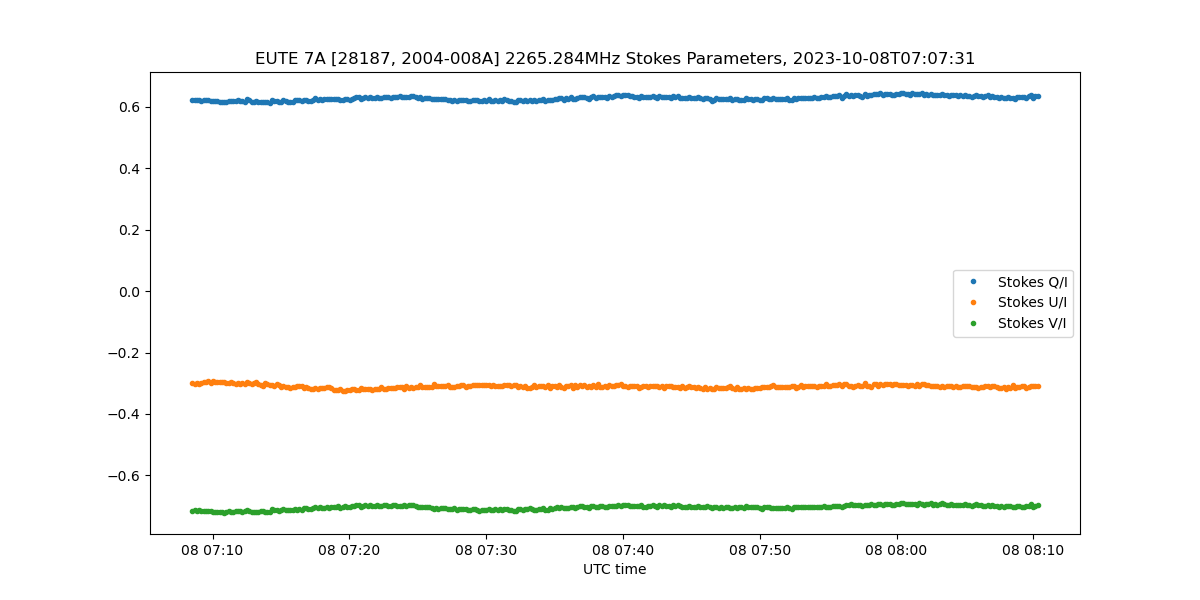 EUTE 7A [28187, 2004-008A] 2265.284MHz Stokes Parameters, 2023-10-08T07:07:31
0.6
0.4
0.2
0.0
−0.2
−0.4
−0.6
Stokes Q/I
Stokes U/I
Stokes V/I
08 07:10
08 07:20
08 07:30
08 07:40
08 07:50
08 08:00
08 08:10
UTC time